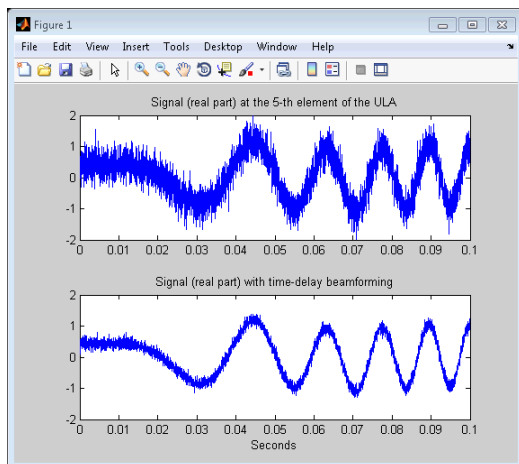 Figure 1
File Edit View Insert Tools Desktop Window Help
Signal (real part) at the 5-th element of the ULA
2
1
0
-1
-2
0 0.01 0.02 0.03 0.04 0.05 0.06 0.07 0.08 0.09 0.1
Signal (real part) with time-delay beamforming
2
1
0
-1
-2
0 0.01 0.02 0.03 0.04 0.05 0.06 0.07 0.08 0.09 0.1
Seconds